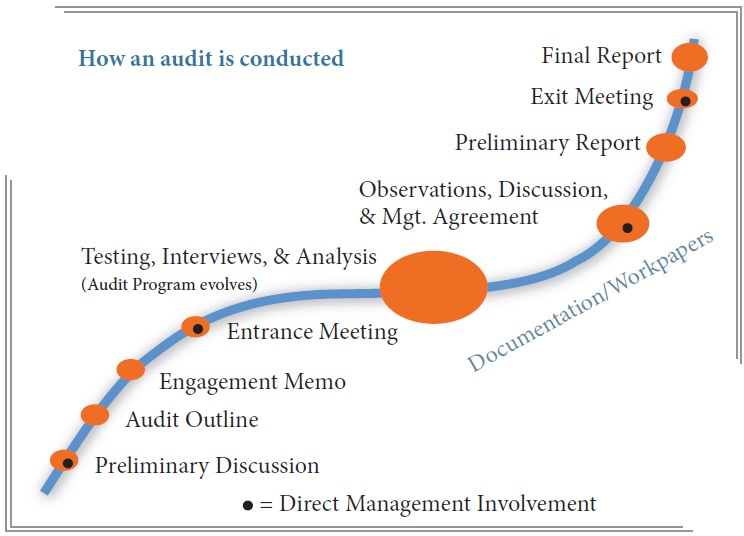 How an audit is conducted
Final Report
Exit Meeting
Preliminary Report
Observations, Discussion,
& Mgt. Agreement
Testing, Interviews, & Analysis
(Audit Program evolves)
Documentation/Workpapers
Entrance Meeting
Engagement Memo
Audit Outline
Preliminary Discussion
● = Direct Management Involvement